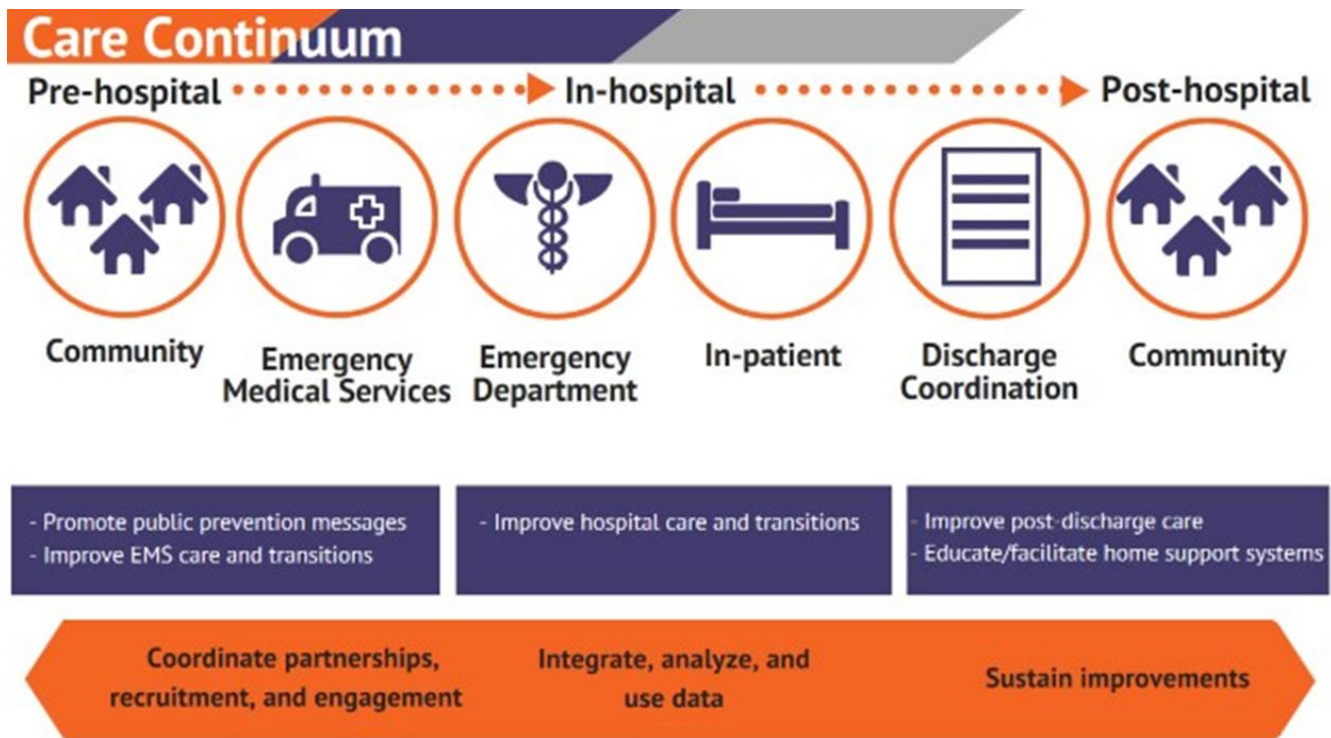 Care Continuum
Pre-hospital
In-hospital
Post-hospital
Community
Emergency
Medical Services
Emergency
Department
In-patient
Discharge
Coordination
Community
- Promote public prevention messages
- Improve EMS care and transitions
- Improve hospital care and transitions
- Improve post-discharge care
- Educate/facilitate home support systems
Coordinate partnerships,
recruitment, and engagement
Integrate, analyze, and
use data
Sustain improvements